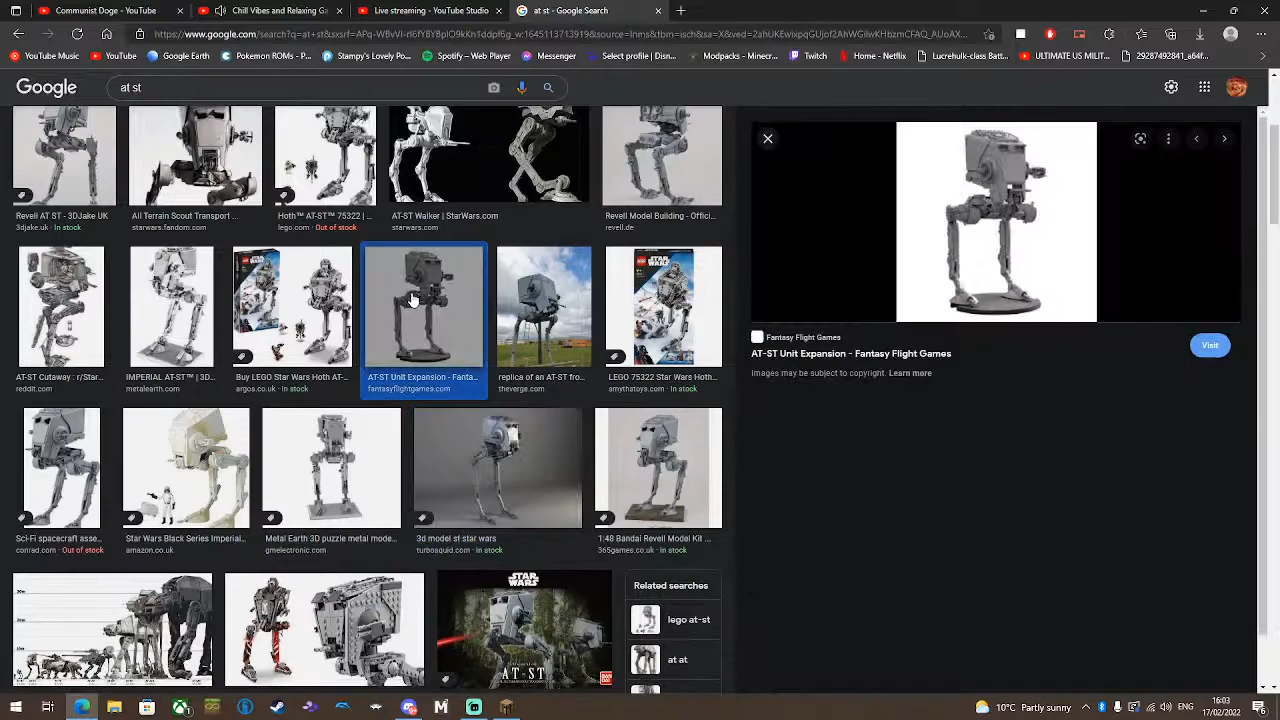 Communist Doge - YouTube
Chill Vibes and Relaxing Ga
Live streaming - YouTube Studio
at st - Google Search
YouTube Music
YouTube
Google Earth
Pokemon ROMs - P...
Stampy's Lovely Po...
Spotify – Web Play...
Messenger
Select profile | Disn...
Modpacks - Minecr...
Twitch
Home - Netflix
Lucrehulk-class Batt...
ULTIMATE US MILIT...
Google
at st
Revell AT ST - 3DJake UK
3djake.uk · In stock
All Terrain Scout Transport ...
starwars.fandom.com
Hoth™ AT-ST™ 75322 | ...
lego.com · Out of stock
AT-ST Walker | StarWars.com
starwars.com
Revell Model Building - Offici...
revell.de
AT-ST Cutaway : r/Star...
reddit.com
IMPERIAL AT-ST™ | 3D...
metalearth.com
Buy LEGO Star Wars Hoth AT-...
argos.co.uk · In stock
AT-ST Unit Expansion - Fanta...
fantasyflightgames.com
replica of an AT-ST fro...
theverge.com
LEGO 75322 Star Wars Hot...
smythstoys.com · In stock
Fantasy Flight Games
AT-ST Unit Expansion - Fantasy Flight Games
Visit
Images may be subject to copyright. Learn more
Sci-Fi spacecraft asse...
conrad.com · Out of stock
Star Wars Black Series Imperial...
amazon.co.uk
Metal Earth 3D puzzle metal mode...
gmelectronic.com
3d model st star wars
turbosquid.com · In stock
1:48 Bandai Revell Model Kit ...
365games.co.uk · In stock
STAR WARS
AT-ST
Related searches
lego at-st
at at
10°C Partly sunny
16:03
17/02/2022